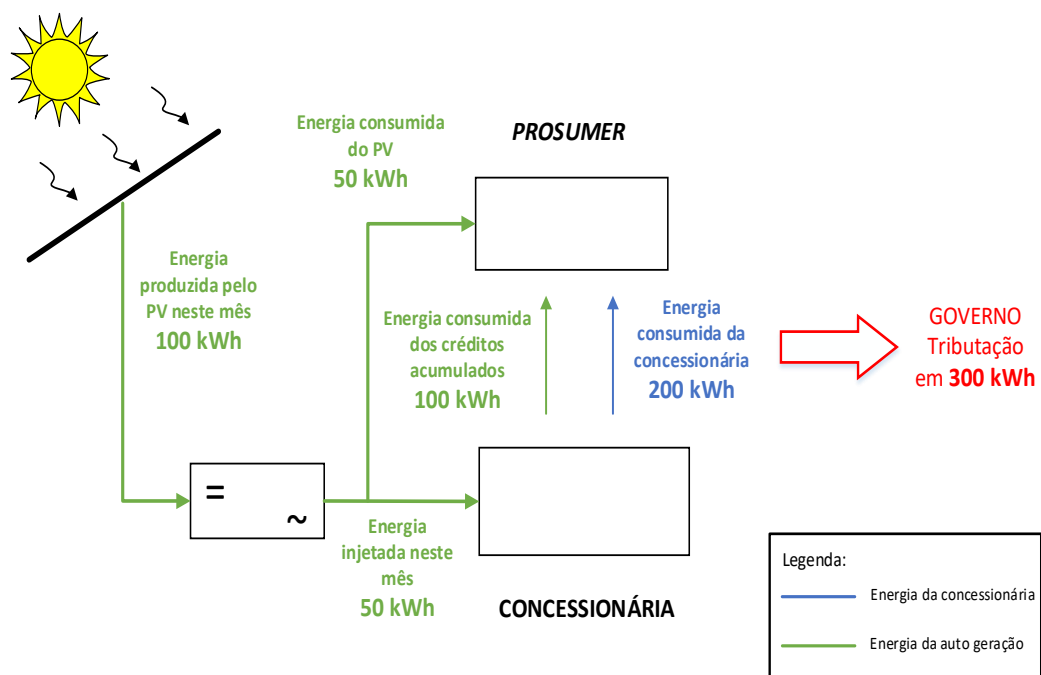 Energia consumida
do PV
50 kWh
PROSUMER
Energia
produzida pelo
PV neste mês
100 kWh
Energia consumida
dos créditos
acumulados
100 kWh
Energia
consumida da
concessionária
200 kWh
GOVERNO
Tributação
em 300 kWh
=
~
Energia
injetada neste
mês
50 kWh
CONCESSIONÁRIA
Legenda:
Energia da concessionária
Energia da auto geração